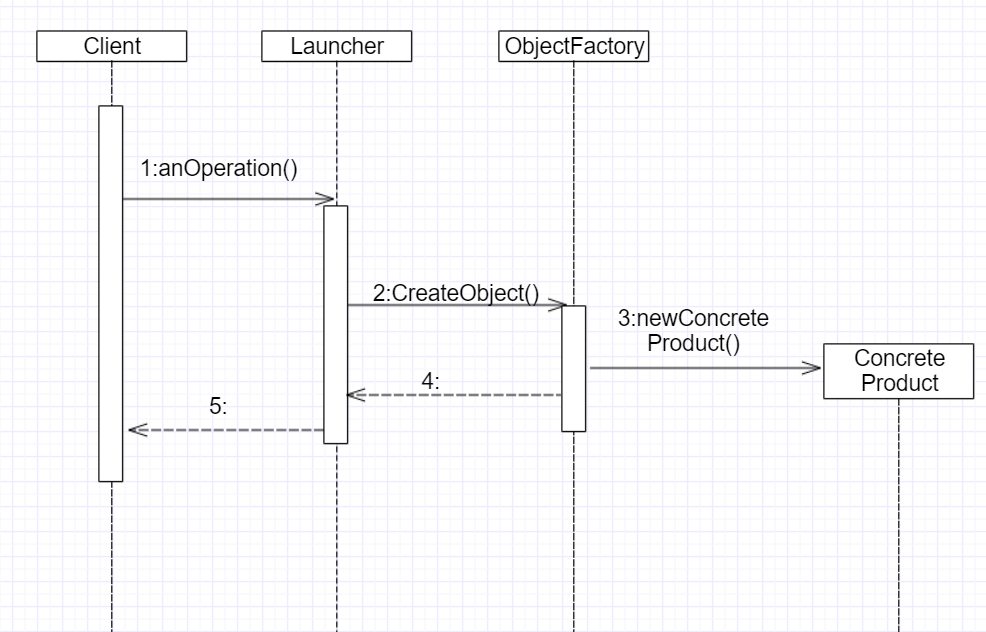 Client
Launcher
ObjectFactory
1:anOperation()
2:CreateObject()
3:newConcrete
Product()
Concrete
Product
4:
5: